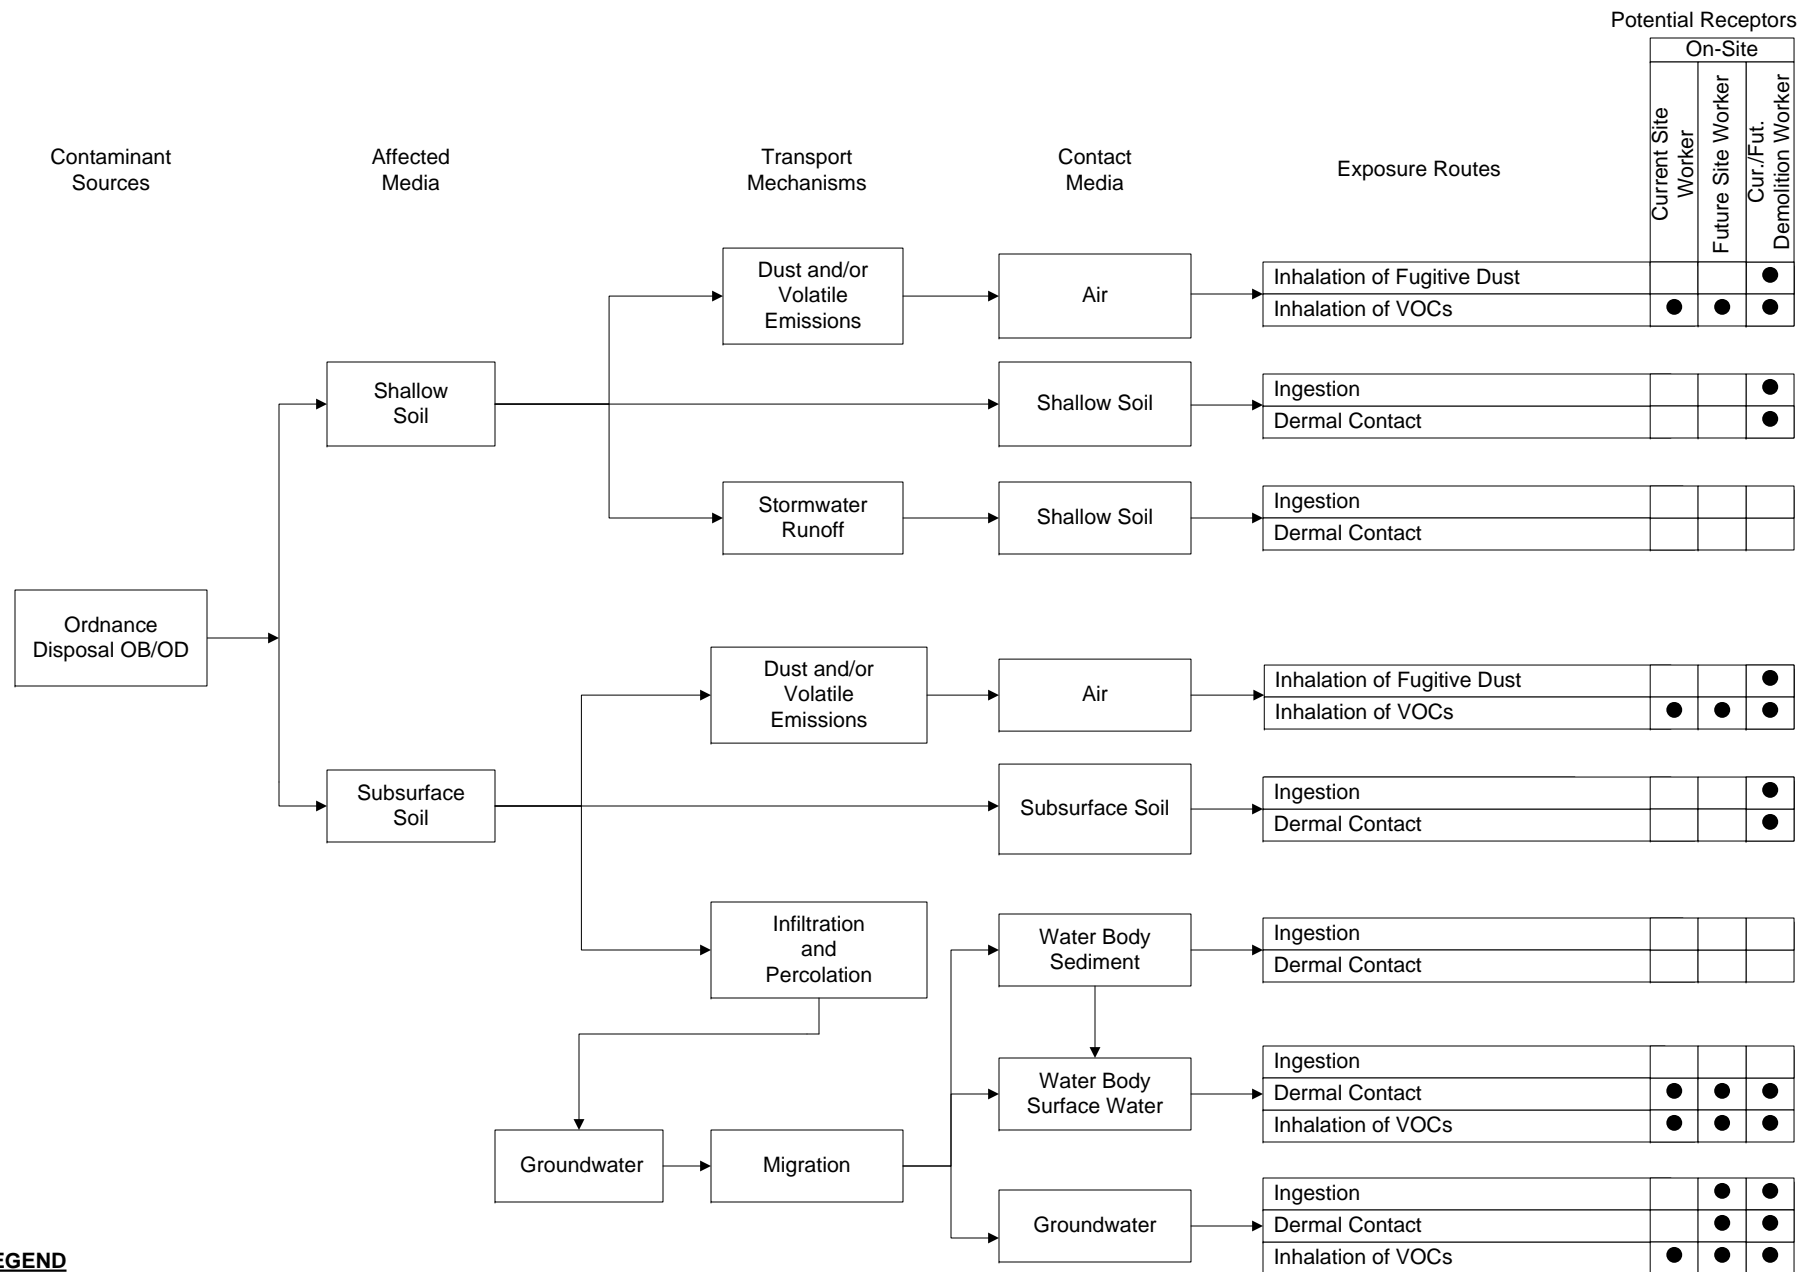 Potential Receptors
On-Site
Current Site
Worker
Future Site Worker
Cur./Fut.
Demolition Worker
Contaminant
Sources
Affected
Media
Transport
Mechanisms
Contact
Media
Exposure Routes
Dust and/or
Volatile
Emissions
Air
Inhalation of Fugitive Dust
Inhalation of VOCs
Shallow
Soil
Shallow Soil
Ingestion
Dermal Contact
Stormwater
Runoff
Shallow Soil
Ingestion
Dermal Contact
Ordnance
Disposal OB/OD
Dust and/or
Volatile
Emissions
Air
Inhalation of Fugitive Dust
Inhalation of VOCs
Subsurface
Soil
Subsurface Soil
Ingestion
Dermal Contact
Infiltration
and
Percolation
Water Body
Sediment
Ingestion
Dermal Contact
Water Body
Surface Water
Ingestion
Dermal Contact
Inhalation of VOCs
Groundwater
Migration
Groundwater
Ingestion
Dermal Contact
Inhalation of VOCs
EGEND